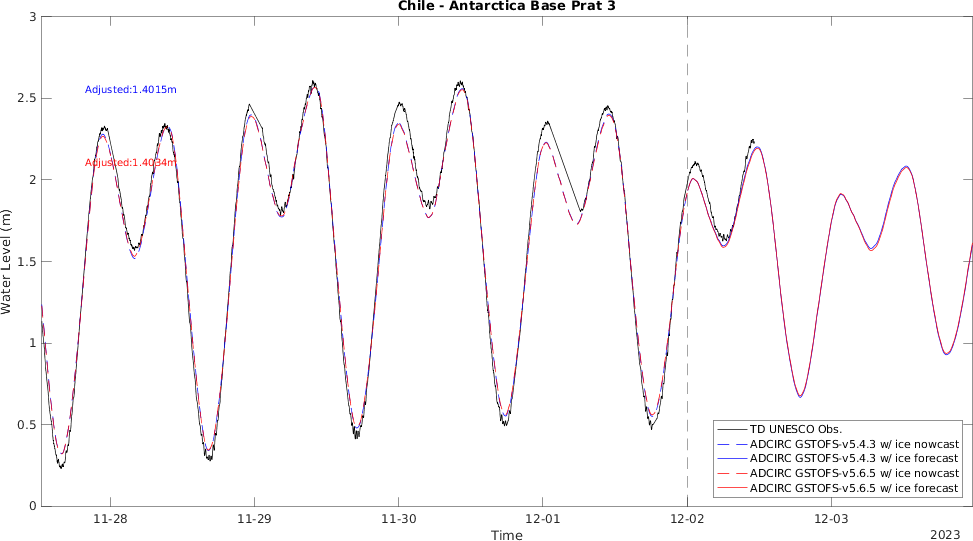 Chile - Antarctica Base Prat 3
3
2.5
2
1.5
1
0.5
0
Water Level (m)
Adjusted:1.4015m
Adjusted:1.4034m
TD UNESCO Obs.
ADCIRC GSTOFS-v5.4.3 w/ ice nowcast
ADCIRC GSTOFS-v5.4.3 w/ ice forecast
ADCIRC GSTOFS-v5.6.5 w/ ice nowcast
ADCIRC GSTOFS-v5.6.5 w/ ice forecast
11-28 11-29 11-30 12-01 12-02 12-03
Time
2023